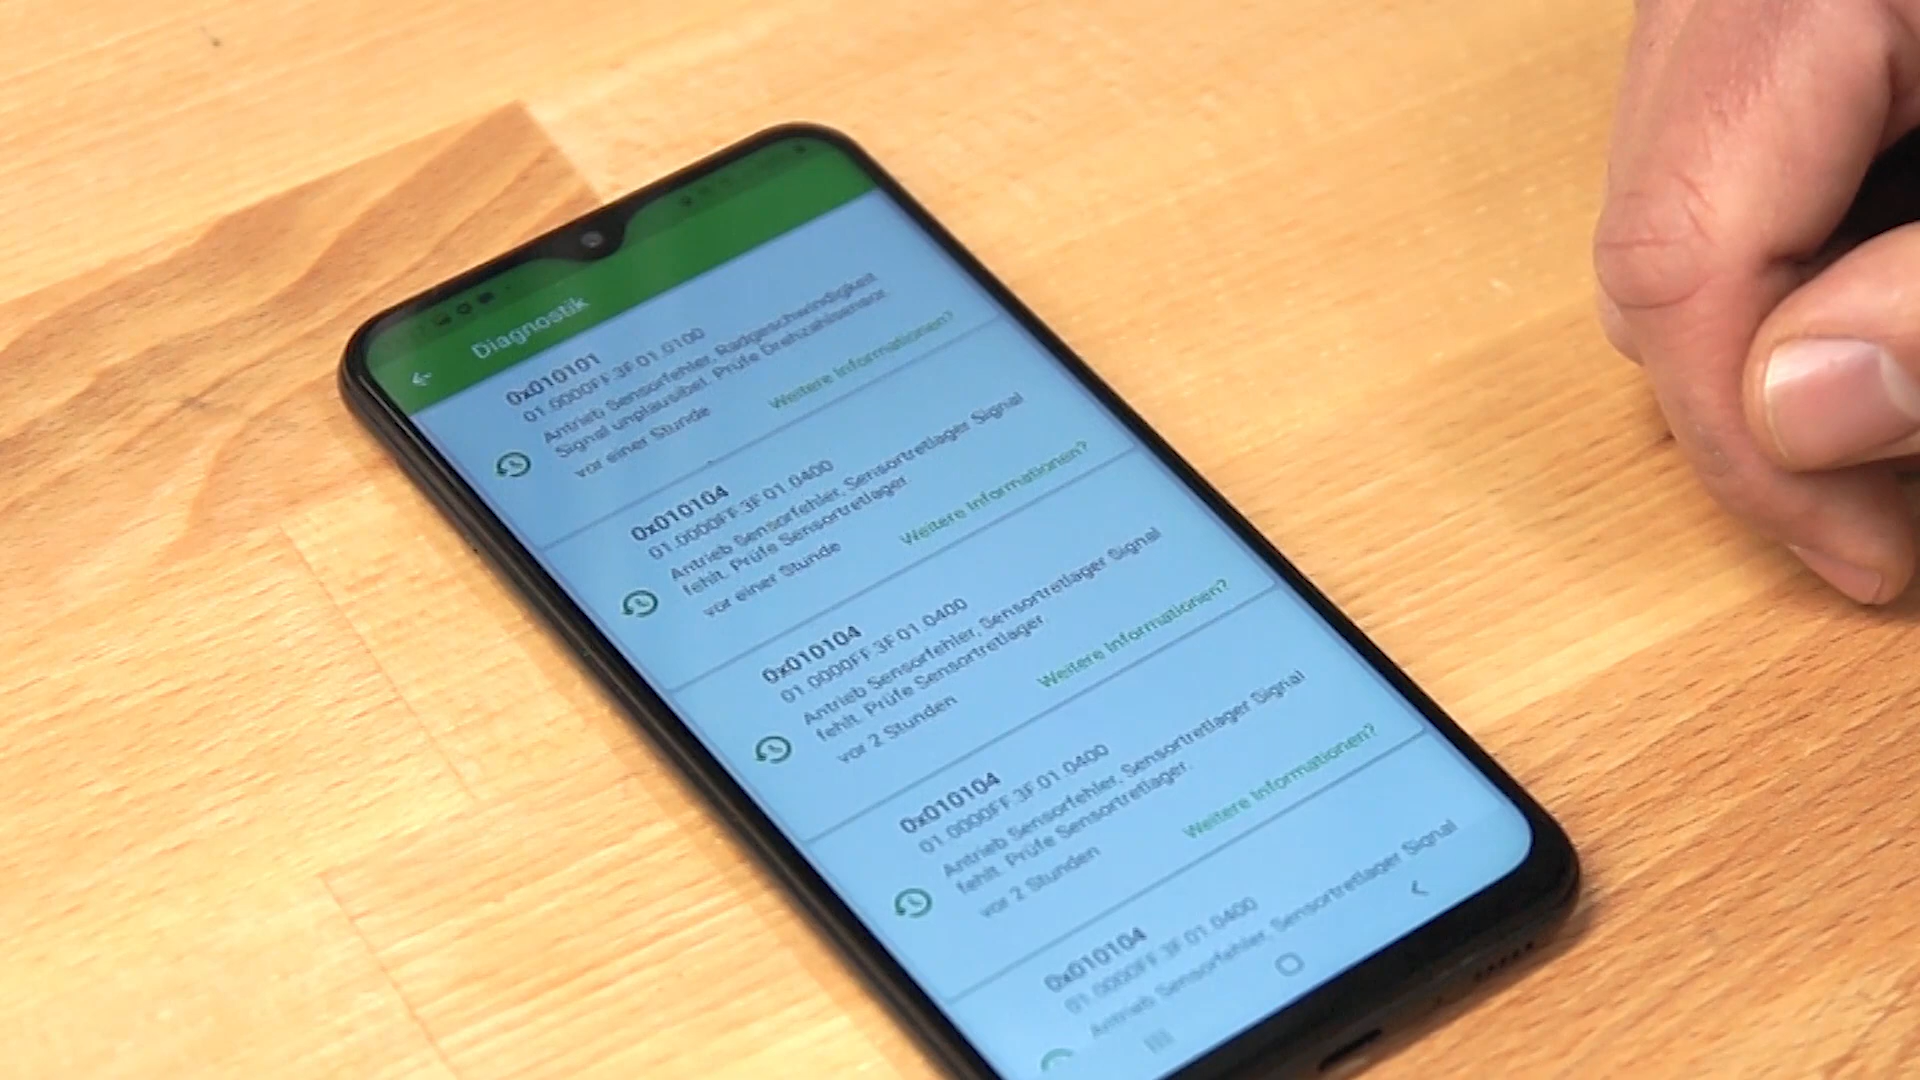 Diagnostik
0x010101
01.0000FF.3F.01.0100
Antrieb Sensorfehler, Radgeschwindigkeit
Signal unplausibel. Prüfe Drehzahlsensor
vor einer Stunde
Weitere Informationen?
0x010104
01.0000FF.3F.01.0400
Antrieb Sensorfehler, Sensortretlager Signal
fehlt. Prüfe Sensortretlager.
vor einer Stunde
Weitere Informationen?
0x010104
01.0000FF.3F.01.0400
Antrieb Sensorfehler, Sensortretlager Signal
fehlt. Prüfe Sensortretlager.
vor 2 Stunden
Weitere Informationen?
0x010104
01.0000FF.3F.01.0400
Antrieb Sensorfehler, Sensortretlager Signal
fehlt. Prüfe Sensortretlager.
vor 2 Stunden
Weitere Informationen?
0x010104
01.0000FF.3F.01.0400
Antrieb Sensorfehler, Sensortretlager Signal